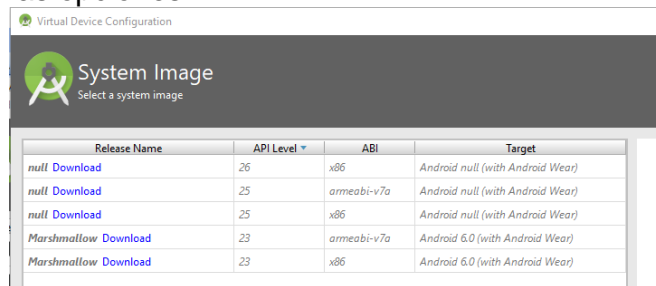 Virtual Device Configuration
System Image
Select a system image
Release Name API Level ABI Target
null Download 26 x86 Android null (with Android Wear)
null Download 25 armeabi-v7a Android null (with Android Wear)
null Download 25 x86 Android null (with Android Wear)
Marshmallow Download 23 armeabi-v7a Android 6.0 (with Android Wear)
Marshmallow Download 23 x86 Android 6.0 (with Android Wear)